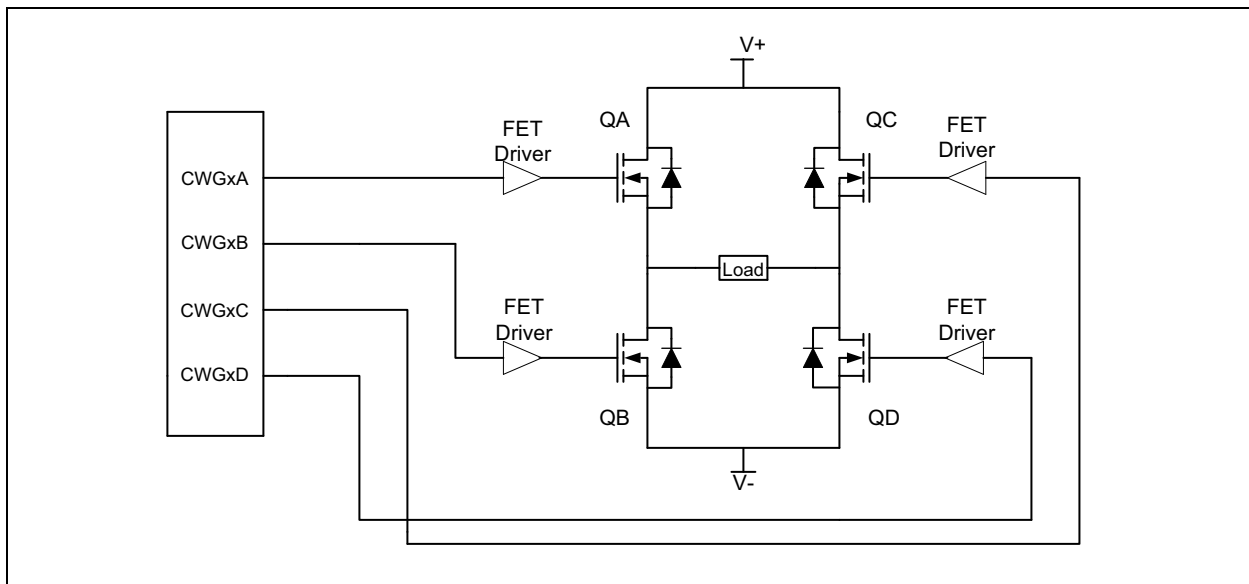 V+
QA
QC
FET
Driver
FET
Driver
CWGxA
CWGxB
Load
CWGxC
FET
Driver
FET
Driver
CWGxD
QB
QD
V-